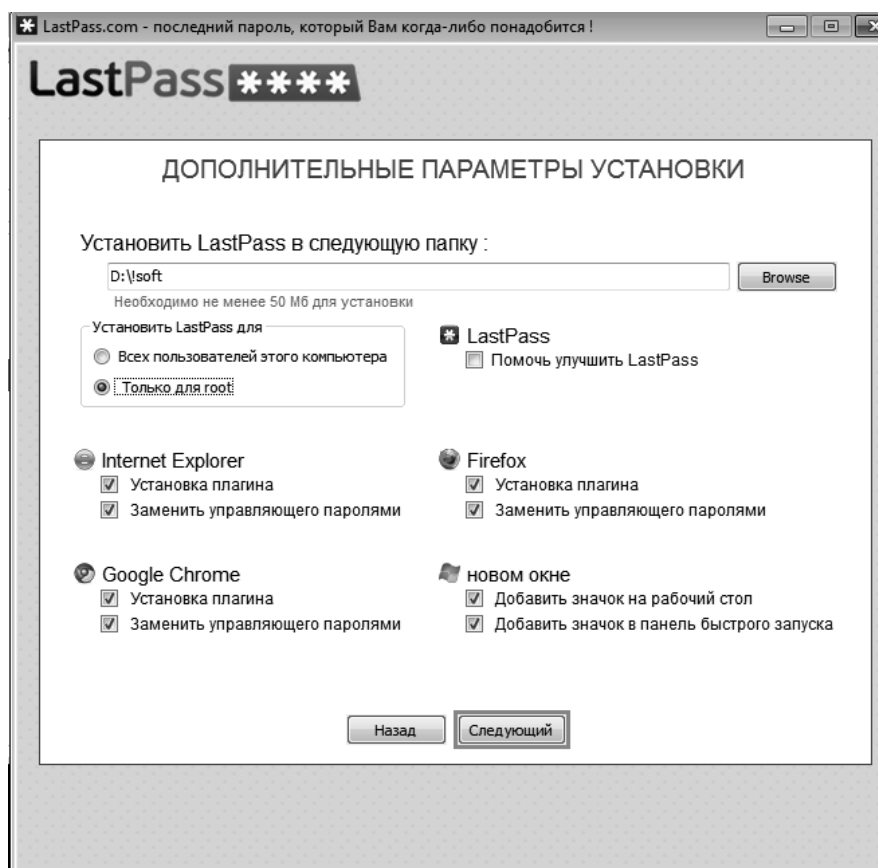 LastPass.com - последний пароль, который Вам когда-либо понадобится !
LastPass ****
ДОПОЛНИТЕЛЬНЫЕ ПАРАМЕТРЫ УСТАНОВКИ
Установить LastPass в следующую папку :
D:\!soft
Browse
Необходимо не менее 50 Мб для установки
Установить LastPass для
Всех пользователей этого компьютера
Только для root
LastPass
Помочь улучшить LastPass
Internet Explorer
Установка плагина
Заменить управляющего паролями
Firefox
Установка плагина
Заменить управляющего паролями
Google Chrome
Установка плагина
Заменить управляющего паролями
новом окне
Добавить значок на рабочий стол
Добавить значок в панель быстрого запуска
Назад
Следующий